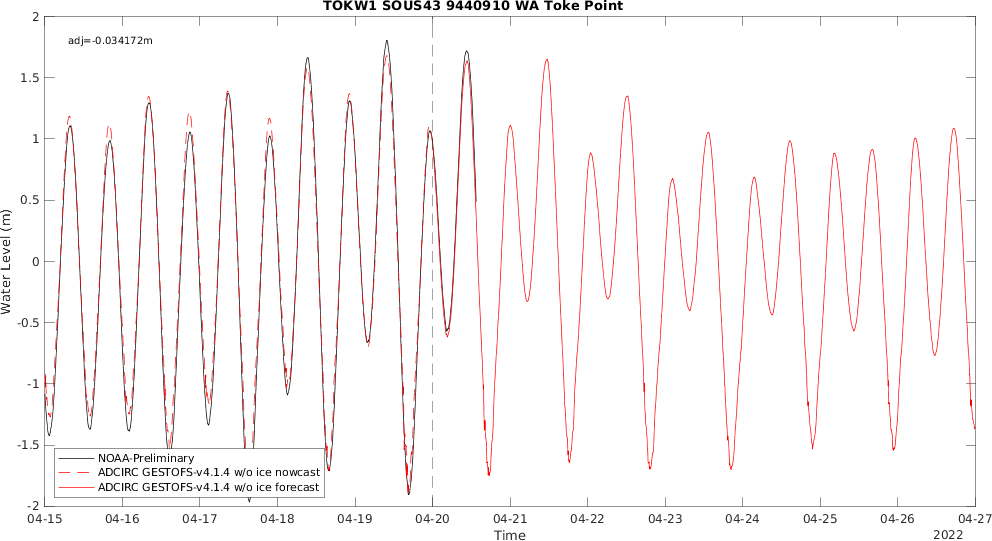 TOKW1 SOUS43 9440910 WA Toke Point
adj=-0.034172m
2
1.5
1
0.5
0
-0.5
-1
-1.5
-2
Water Level (m)
NOAA-Preliminary
ADCIRC GESTOFS-v4.1.4 w/o ice nowcast
ADCIRC GESTOFS-v4.1.4 w/o ice forecast
04-15 04-16 04-17 04-18 04-19 04-20 04-21 04-22 04-23 04-24 04-25 04-26 04-27
Time
2022